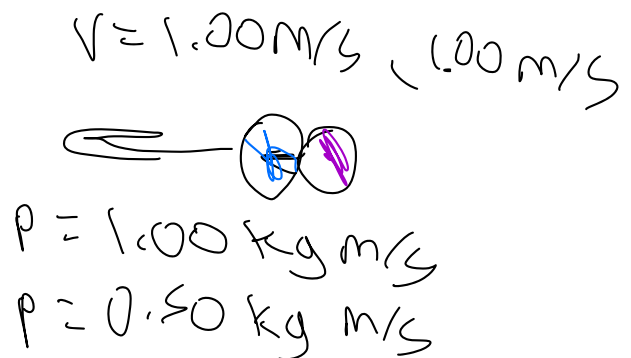 V = 1.00 m/s, 1.00 m/s
P = 1.00 kg m/s
P = 0.50 kg m/s